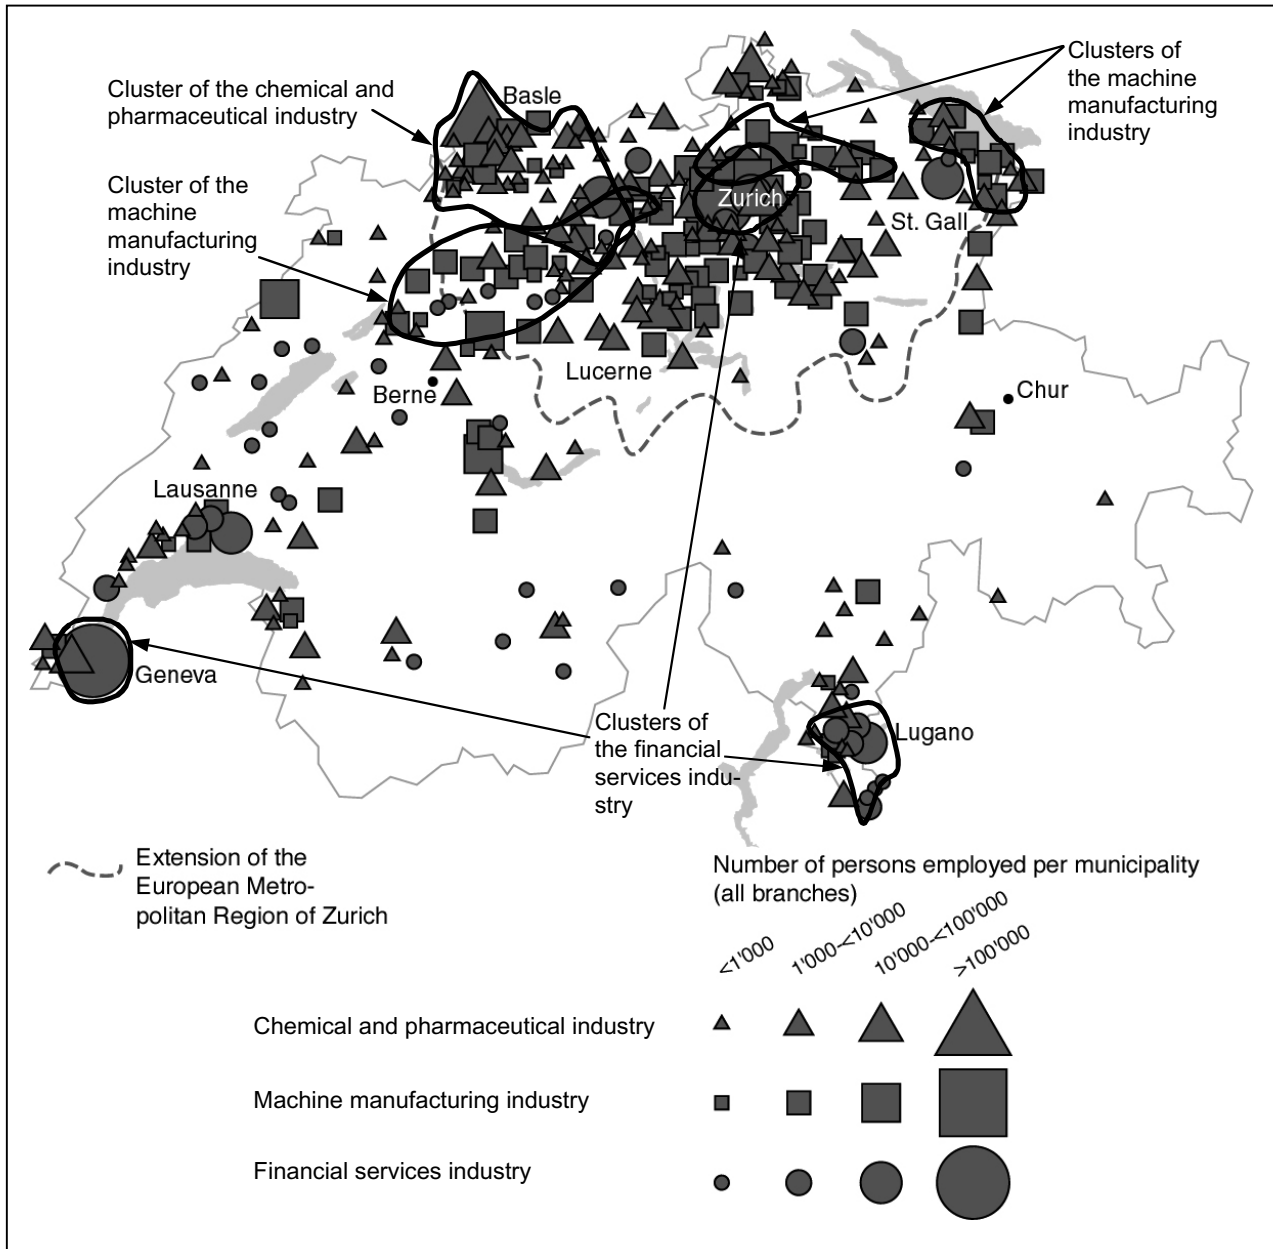 Cluster of the chemical and
pharmaceutical industry
Basle
Clusters of
the machine
manufacturing
industry
Cluster of the
machine
manufacturing
industry
Zurich
St. Gall
Lucerne
Berne
Chur
Lausanne
Geneva
Clusters of
the financial
services indu-
stry
Lugano
Extension of the
European Metro-
politan Region of Zurich
Number of persons employed per municipality
(all branches)
<1'000
1'000-<10'000
10'000-<100'000
>100'000
Chemical and pharmaceutical industry
Machine manufacturing industry
Financial services industry